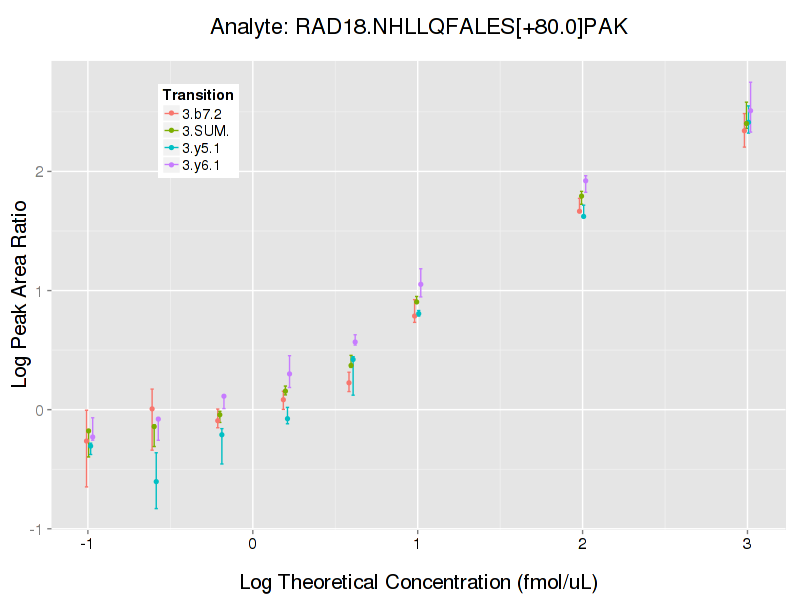 Analyte: RAD18.NHLLQFALES[+80.0]PAK
Transition
3.b7.2
3.SUM.
3.y5.1
3.y6.1
Log Peak Area Ratio
2
1
0
-1
-1 0 1 2 3
Log Theoretical Concentration (fmol/uL)